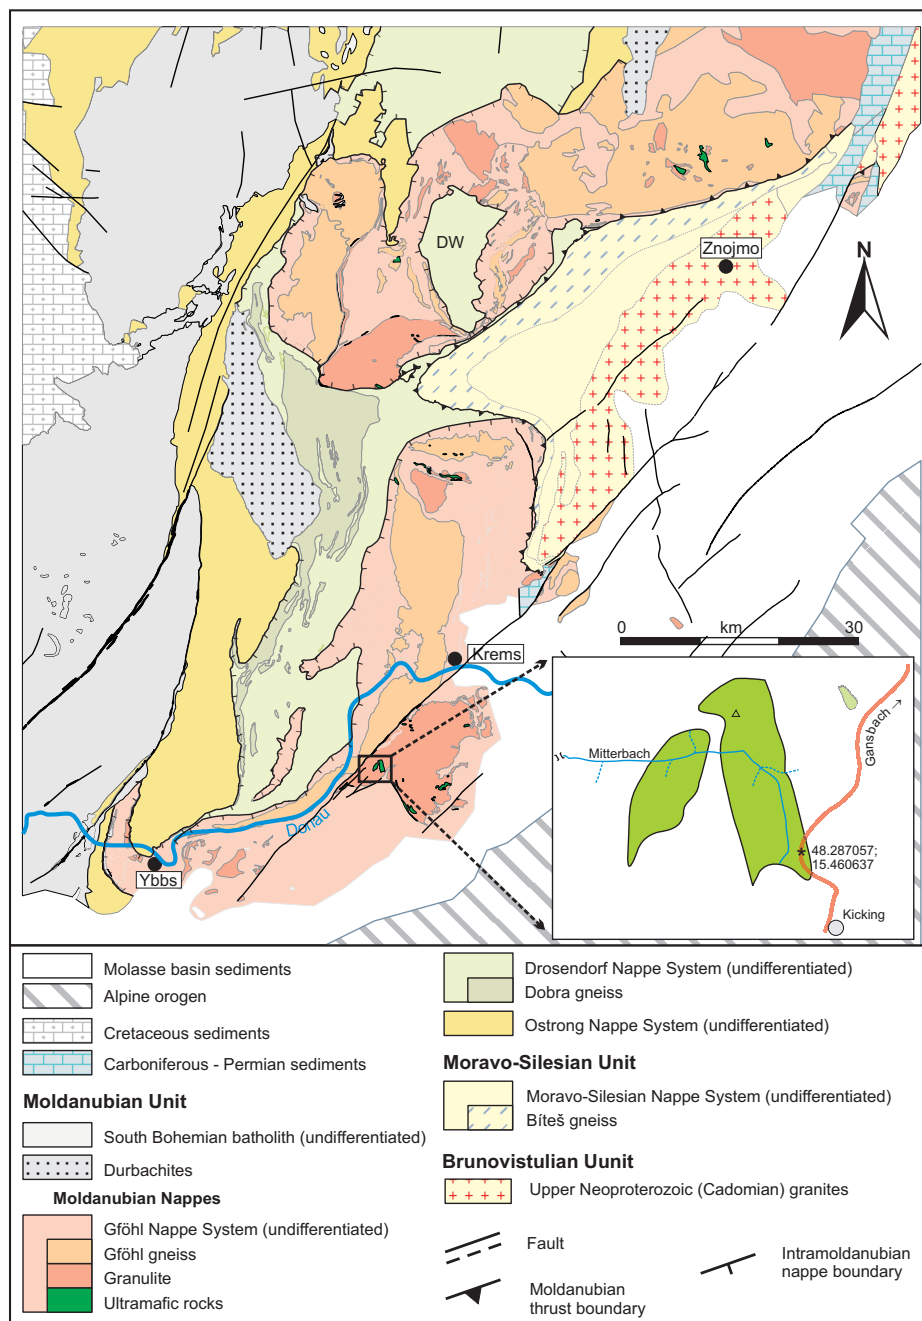 DW
Znojmo
N
0 30
km
Krems
Donau
Ybbs
Mitterbach
Gansbach →
48.287057;
15.460637
Kicking
Molasse basin sediments
Alpine orogen
Cretaceous sediments
Carboniferous - Permian sediments
Moldanubian Unit
South Bohemian batholith (undifferentiated)
Durbachites
Moldanubian Nappes
Gföhl Nappe System (undifferentiated)
Gföhl gneiss
Granulite
Ultramafic rocks
Drosendorf Nappe System (undifferentiated)
Dobra gneiss
Ostrong Nappe System (undifferentiated)
Moravo-Silesian Unit
Moravo-Silesian Nappe System (undifferentiated)
Bíteš gneiss
Brunovistulian Uunit
Upper Neoproterozoic (Cadomian) granites
Fault
Moldanubian
thrust boundary
Intramoldanubian
nappe boundary